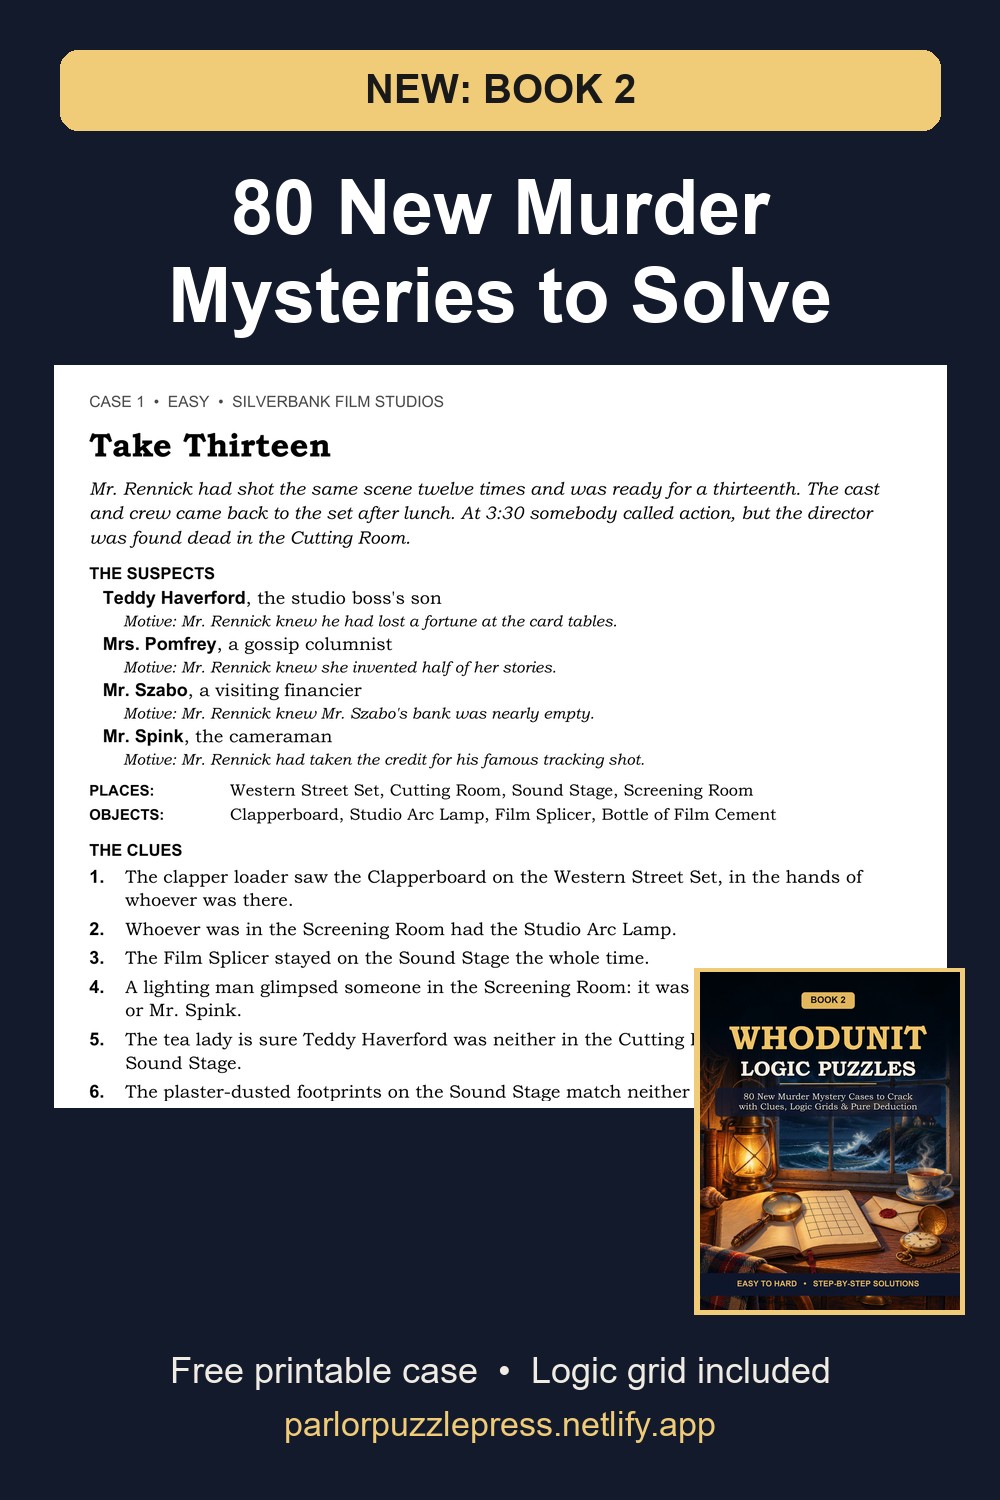 NEW: BOOK 2
80 New Murder
Mysteries to Solve
CASE 1 • EASY • SILVERBANK FILM STUDIOS
Take Thirteen
Mr. Rennick had shot the same scene twelve times and was ready for a thirteenth. The cast
and crew came back to the set after lunch. At 3:30 somebody called action, but the director
was found dead in the Cutting Room.
THE SUSPECTS
Teddy Haverford, the studio boss's son
Motive: Mr. Rennick knew he had lost a fortune at the card tables.
Mrs. Pomfrey, a gossip columnist
Motive: Mr. Rennick knew she invented half of her stories.
Mr. Szabo, a visiting financier
Motive: Mr. Rennick knew Mr. Szabo's bank was nearly empty.
Mr. Spink, the cameraman
Motive: Mr. Rennick had taken the credit for his famous tracking shot.
PLACES: Western Street Set, Cutting Room, Sound Stage, Screening Room
OBJECTS: Clapperboard, Studio Arc Lamp, Film Splicer, Bottle of Film Cement
THE CLUES
1. The clapper loader saw the Clapperboard on the Western Street Set, in the hands of
whoever was there.
2. Whoever was in the Screening Room had the Studio Arc Lamp.
3. The Film Splicer stayed on the Sound Stage the whole time.
4. A lighting man glimpsed someone in the Screening Room: it was
or Mr. Spink.
5. The tea lady is sure Teddy Haverford was neither in the Cutting
Sound Stage.
6. The plaster-dusted footprints on the Sound Stage match neither
BOOK 2
WHODUNIT
LOGIC PUZZLES
80 New Murder Mystery Cases to Crack
with Clues, Logic Grids & Pure Deduction
EASY TO HARD • STEP-BY-STEP SOLUTIONS
Free printable case • Logic grid included
parlorpuzzlepress.netlify.app